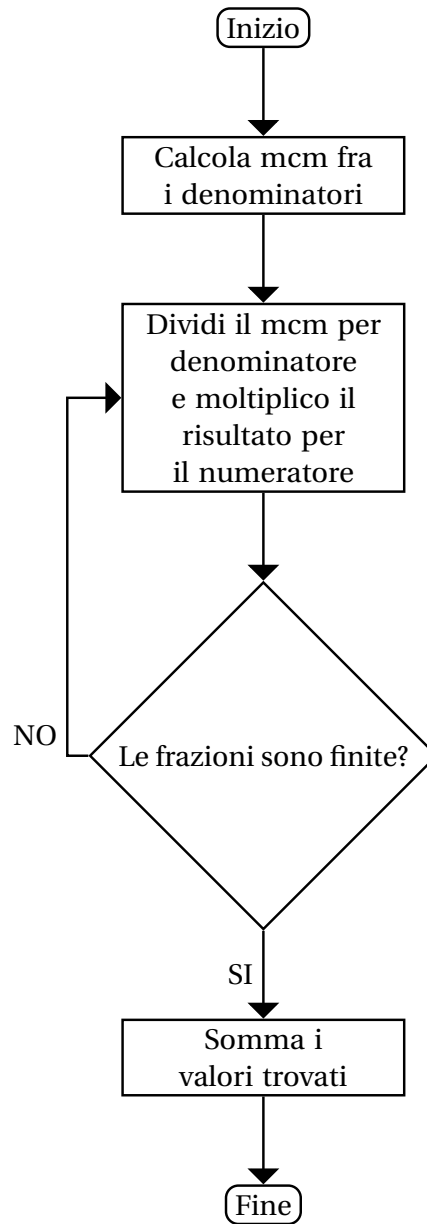 Inizio
Calcola mcm fra
i denominatori
Dividi il mcm per
denominatore
e moltiplico il
risultato per
il numeratore
NO
Le frazioni sono finite?
SI
Somma i
valori trovati
Fine